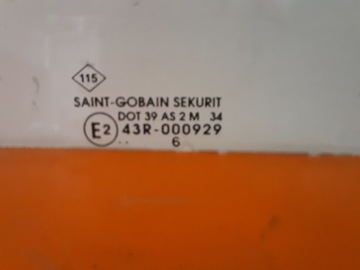 115
SAINT-GOBAIN SEKURIT
DOT 39 AS 2 M 34
E2 43R-000929
.. 6